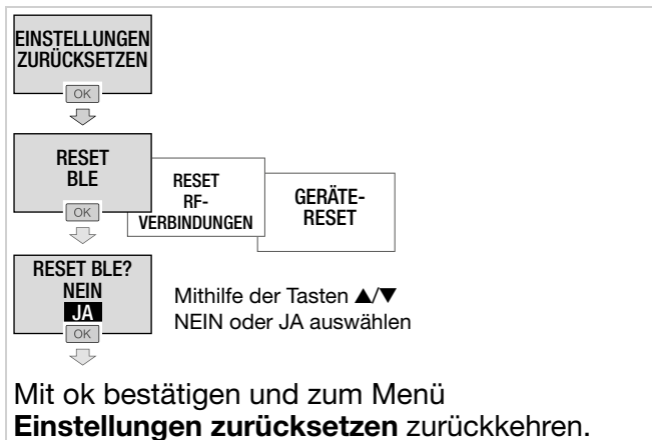 EINSTELLUNGEN
ZURÜCKSETZEN
OK
RESET
BLE
OK
RESET
RF-
VERBINDUNGEN
GERÄTE-
RESET
RESET BLE?
NEIN
JA
OK
Mithilfe der Tasten ▲/▼
NEIN oder JA auswählen
Mit ok bestätigen und zum Menü
Einstellungen zurücksetzen zurückkehren.